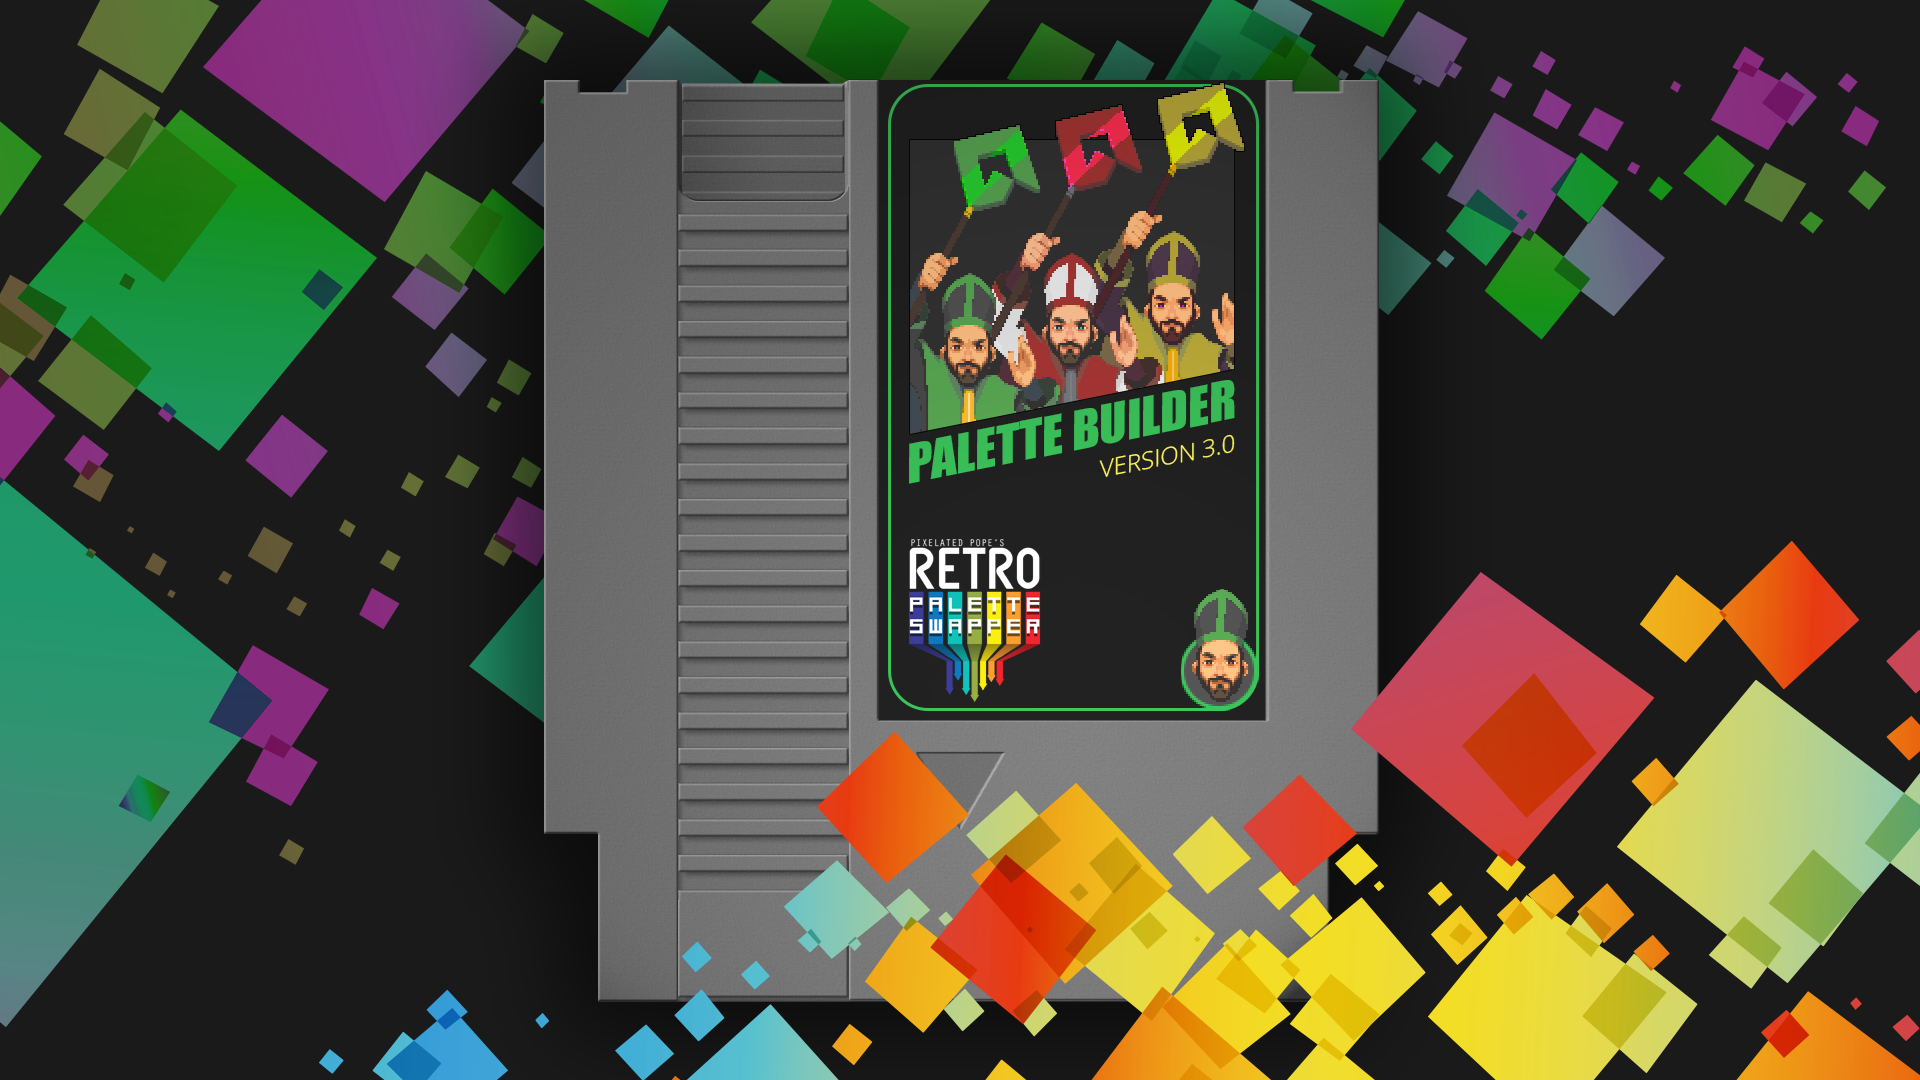 PALETTE BUILDER
VERSION 3.0
PIXELATED POPE'S
RETRO
PALETTE
SWAPPER